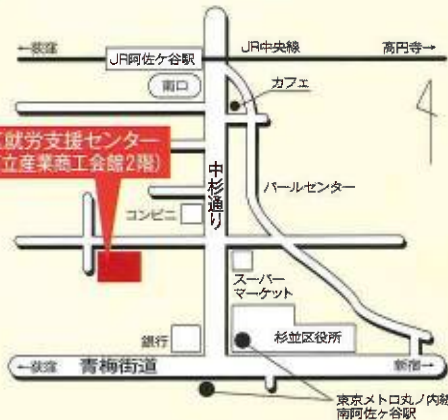 ←荻窪
JR中央線
高円寺→
JR阿佐ケ谷駅
南口
カフェ
就労支援センター
立産業商工会館2階)
中杉通り
パールセンター
コンビニ
スーパー
マーケット
銀行
杉並区役所
←荻窪
青梅街道
新宿→
東京メトロ丸ノ内線
南阿佐ケ谷駅